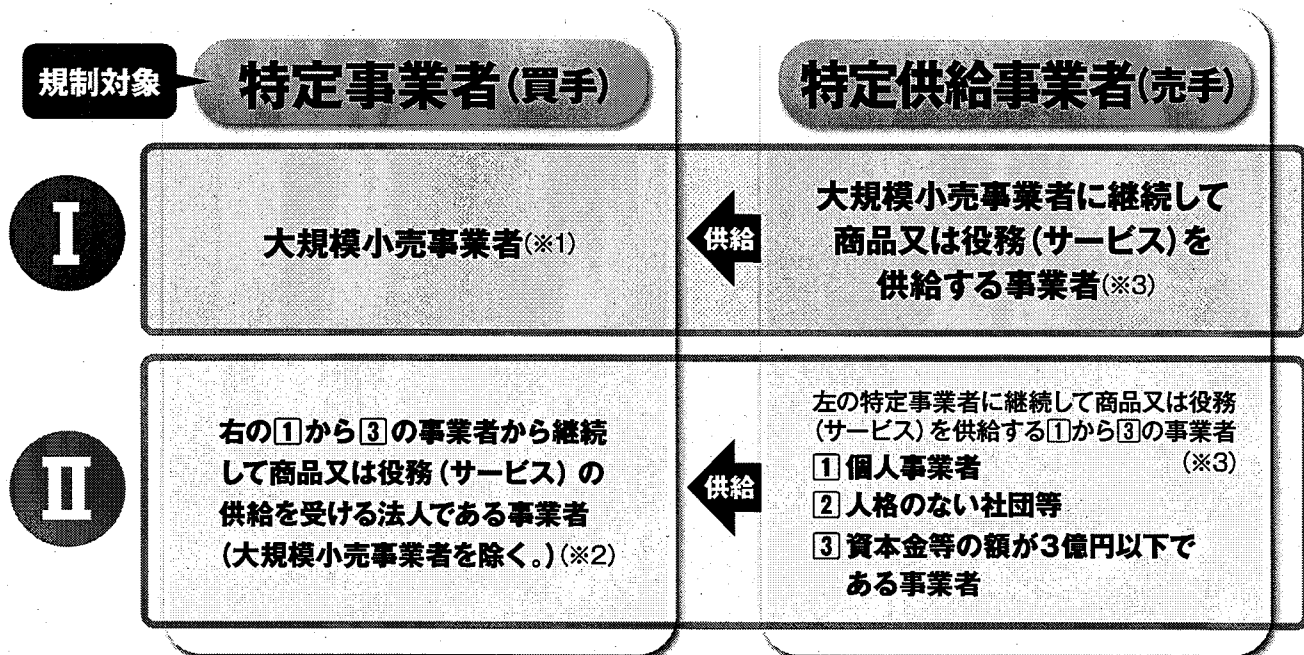 規制対象
特定事業者(買手)
特定供給事業者(売手)
I
大規模小売事業者(※1)
供給
大規模小売事業者に継続して
商品又は役務(サービス)を
供給する事業者(※3)
II
右の1から3の事業者から継続
して商品又は役務(サービス)の
供給を受ける法人である事業者
(大規模小売事業者を除く。)(※2)
供給
左の特定事業者に継続して商品又は役務
(サービス)を供給する1から3の事業者
(※3)
1 個人事業者
2 人格のない社団等
3 資本金等の額が3億円以下で
ある事業者